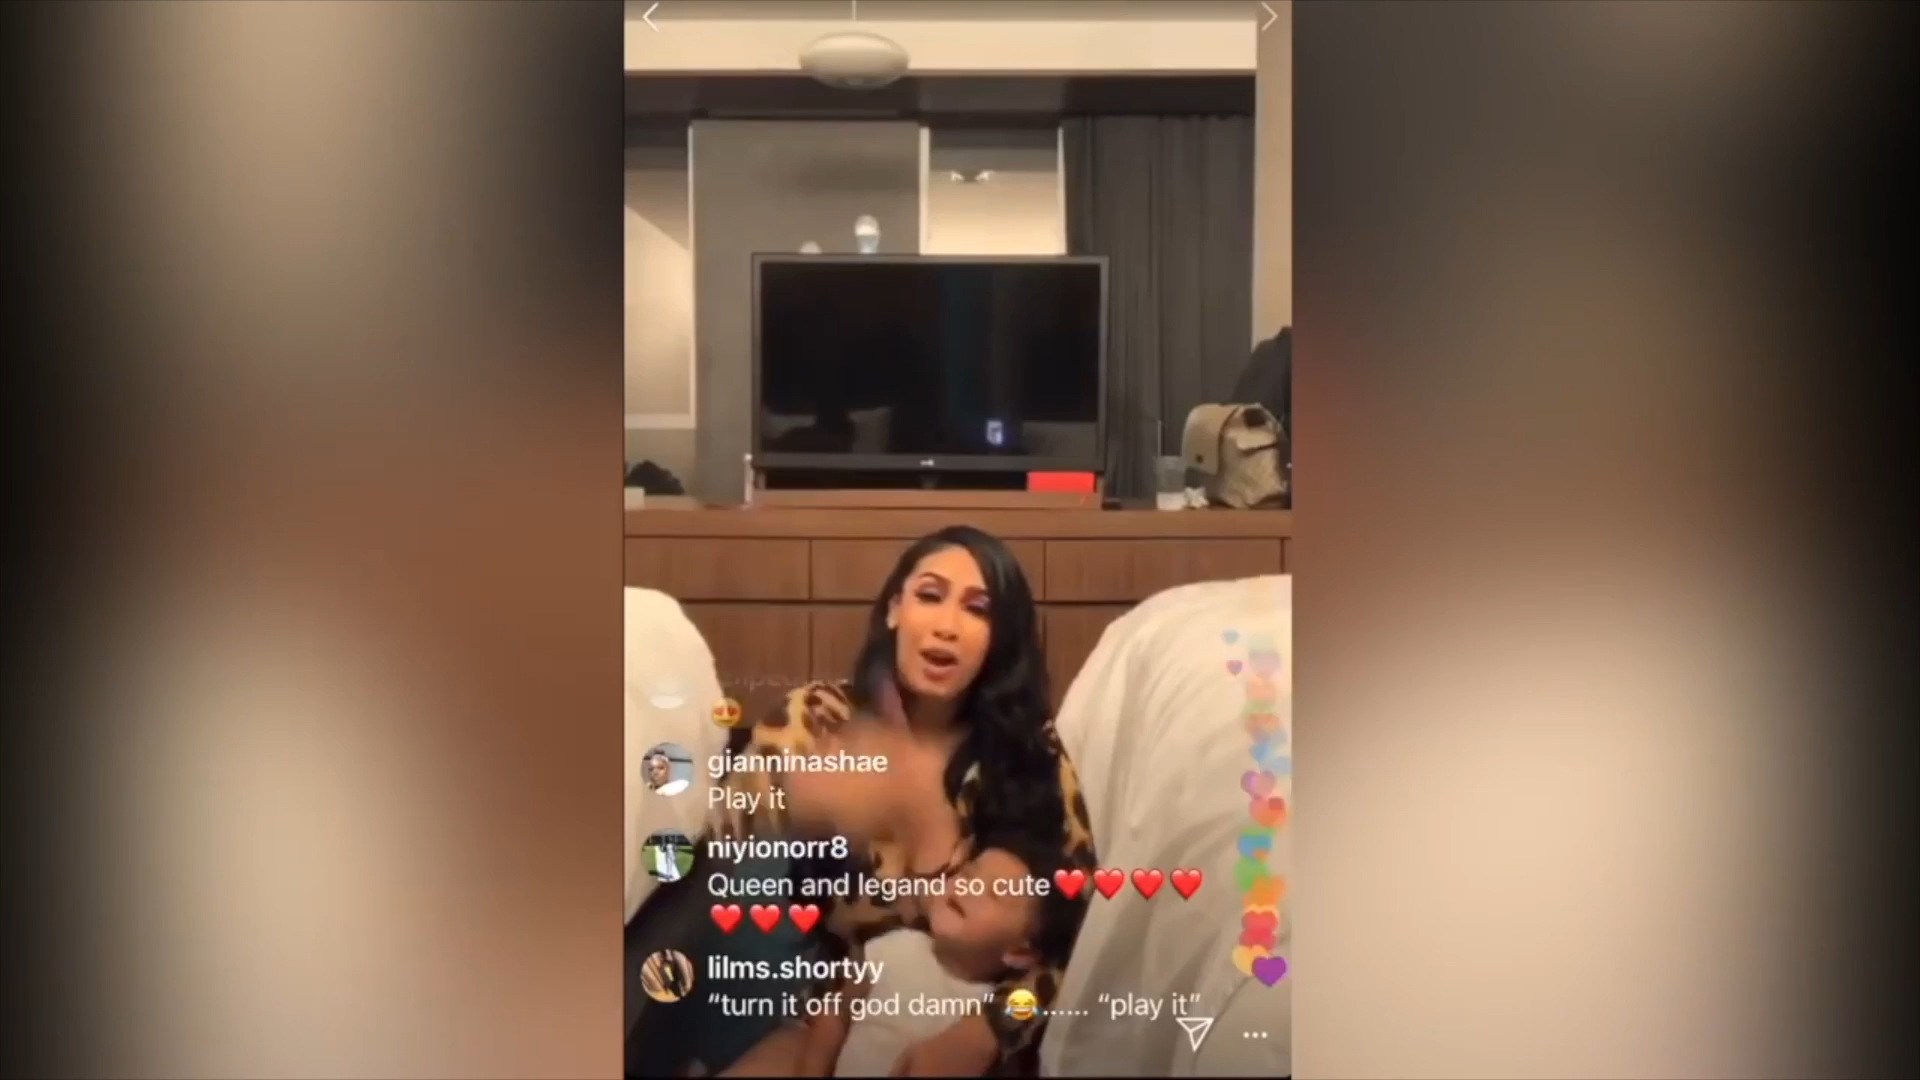 😍
gianninashae
Play it
niyionorr8
Queen and legand so cute❤️❤️❤️❤️
❤️❤️❤️
lilms.shortyy
“turn it off god damn” 😂...... “play it”